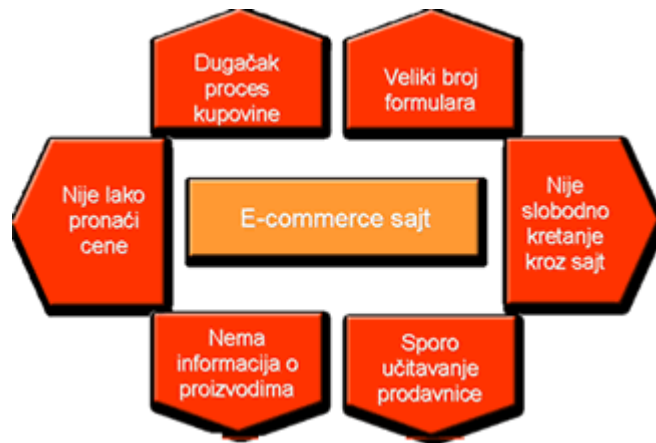 Dugačak
proces
kupovine
Veliki broj
formulara
Nije lako
pronaći
cene
E-commerce sajt
Nije
slobodno
kretanje
kroz sajt
Nema
informacija o
proizvodima
Sporo
učitavanje
prodavnice